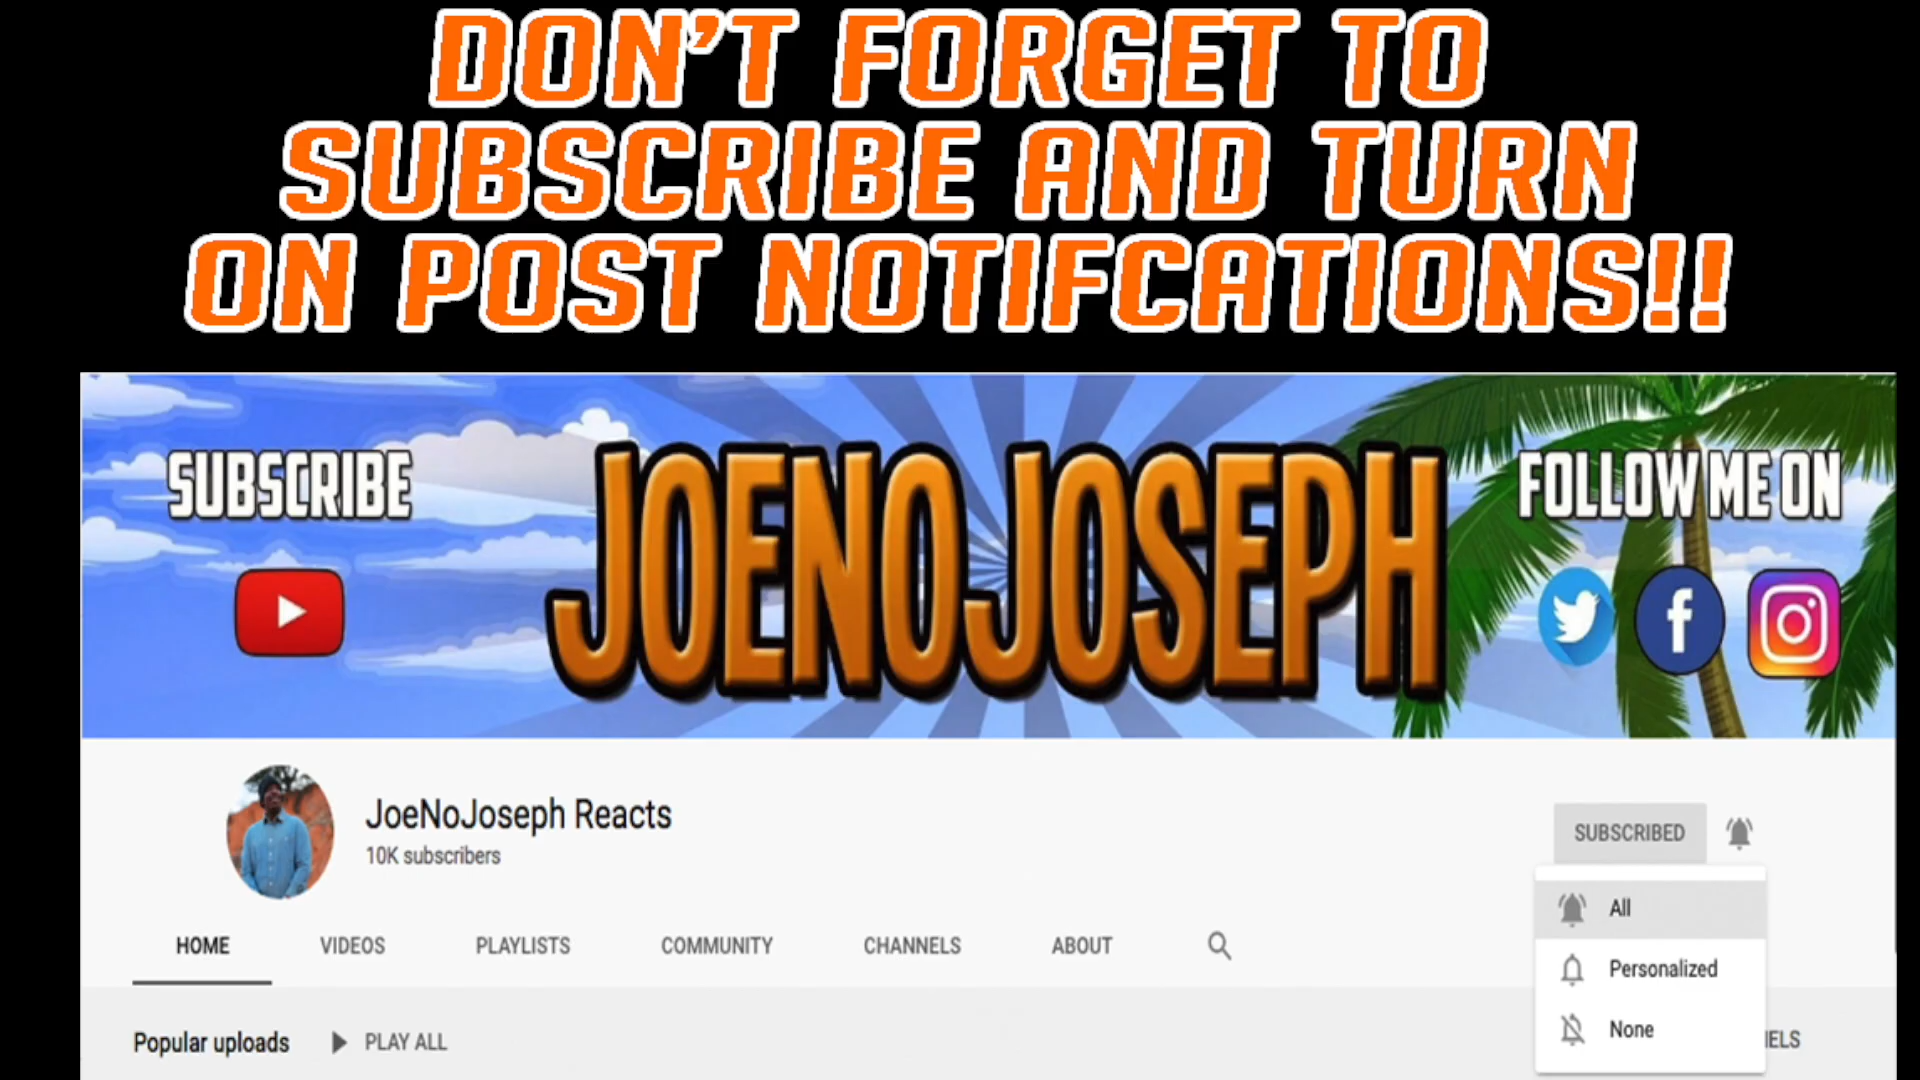 DON'T FORGET TO
SUBSCRIBE AND TURN
ON POST NOTIFCATIONS!!
SUBSCRIBE
JOENOJOSEPH
FOLLOW ME ON
JoeNoJoseph Reacts
10K subscribers
SUBSCRIBED
All
Personalized
None
HOME VIDEOS PLAYLISTS COMMUNITY CHANNELS ABOUT
Popular uploads PLAY ALL